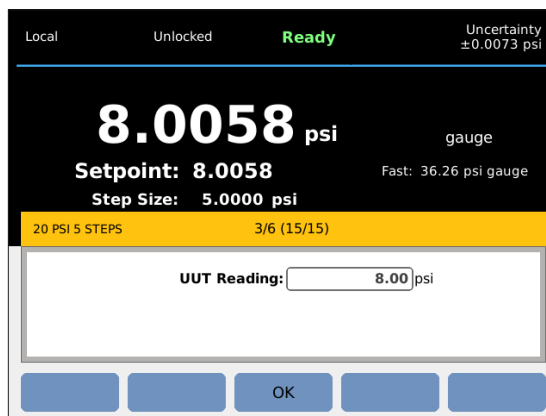 Local Unlocked Ready Uncertainty
±0.0073 psi
8.0058 psi gauge
Setpoint: 8.0058 Fast: 36.26 psi gauge
Step Size: 5.0000 psi
20 PSI 5 STEPS 3/6 (15/15)
UUT Reading: 8.00 psi
OK